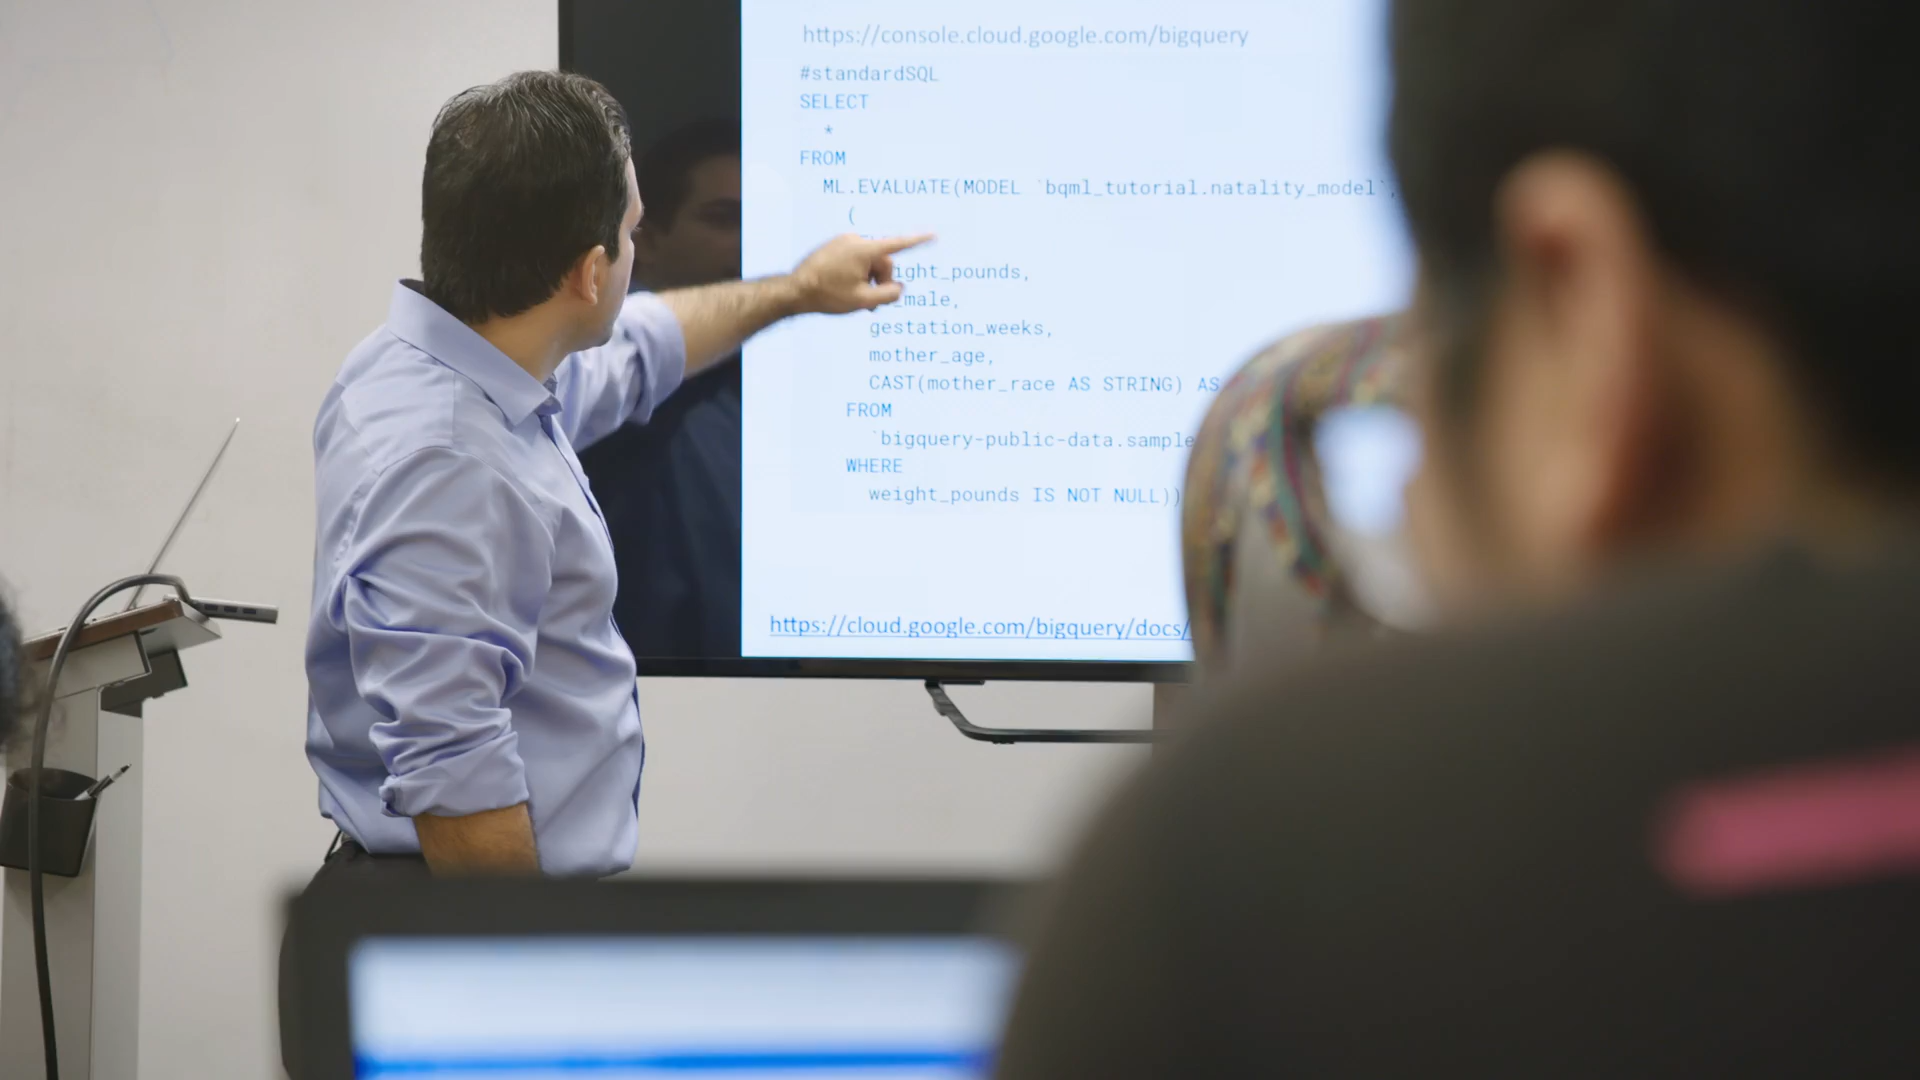 https://console.cloud.google.com/bigquery
#standardSQL
SELECT
*
FROM
ML.EVALUATE(MODEL `bqml_tutorial.natality_model`,
(
ight_pounds,
_male,
gestation_weeks,
mother_age,
CAST(mother_race AS STRING) AS
FROM
`bigquery-public-data.sample
WHERE
weight_pounds IS NOT NULL))
https://cloud.google.com/bigquery/docs/